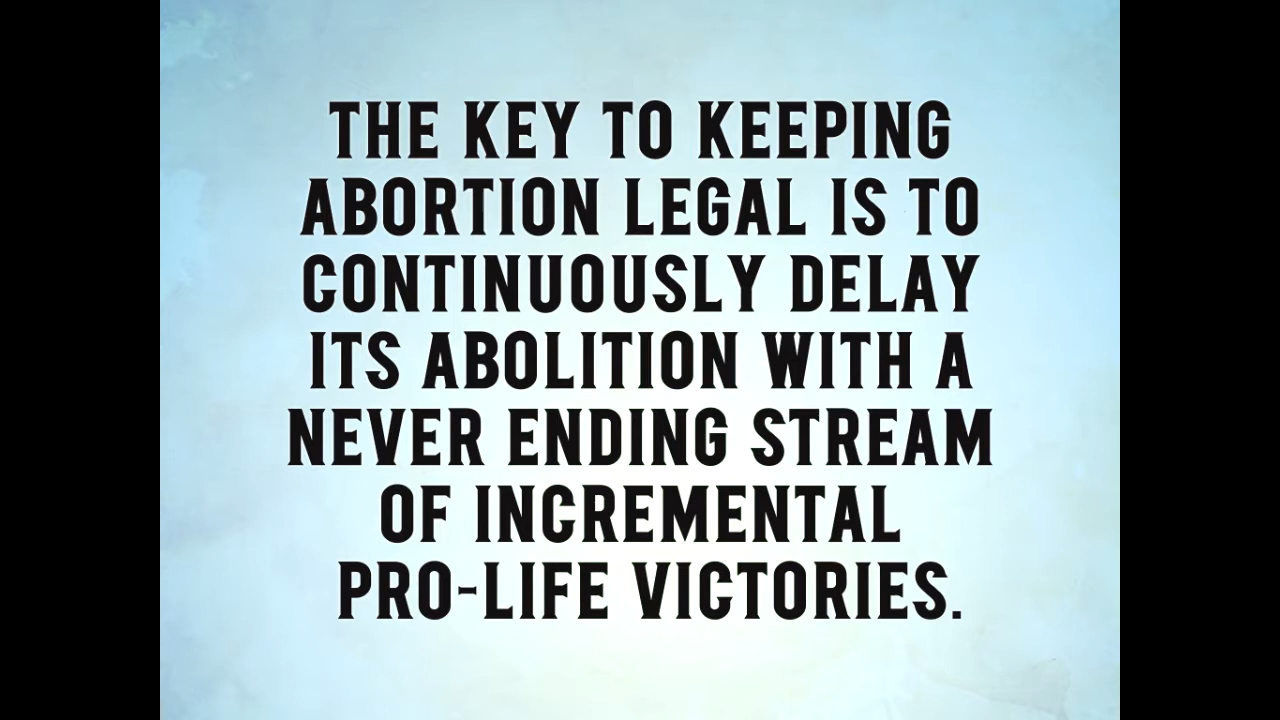 THE KEY TO KEEPING
ABORTION LEGAL IS TO
CONTINUOUSLY DELAY
ITS ABOLITION WITH A
NEVER ENDING STREAM
OF INCREMENTAL
PRO-LIFE VICTORIES.